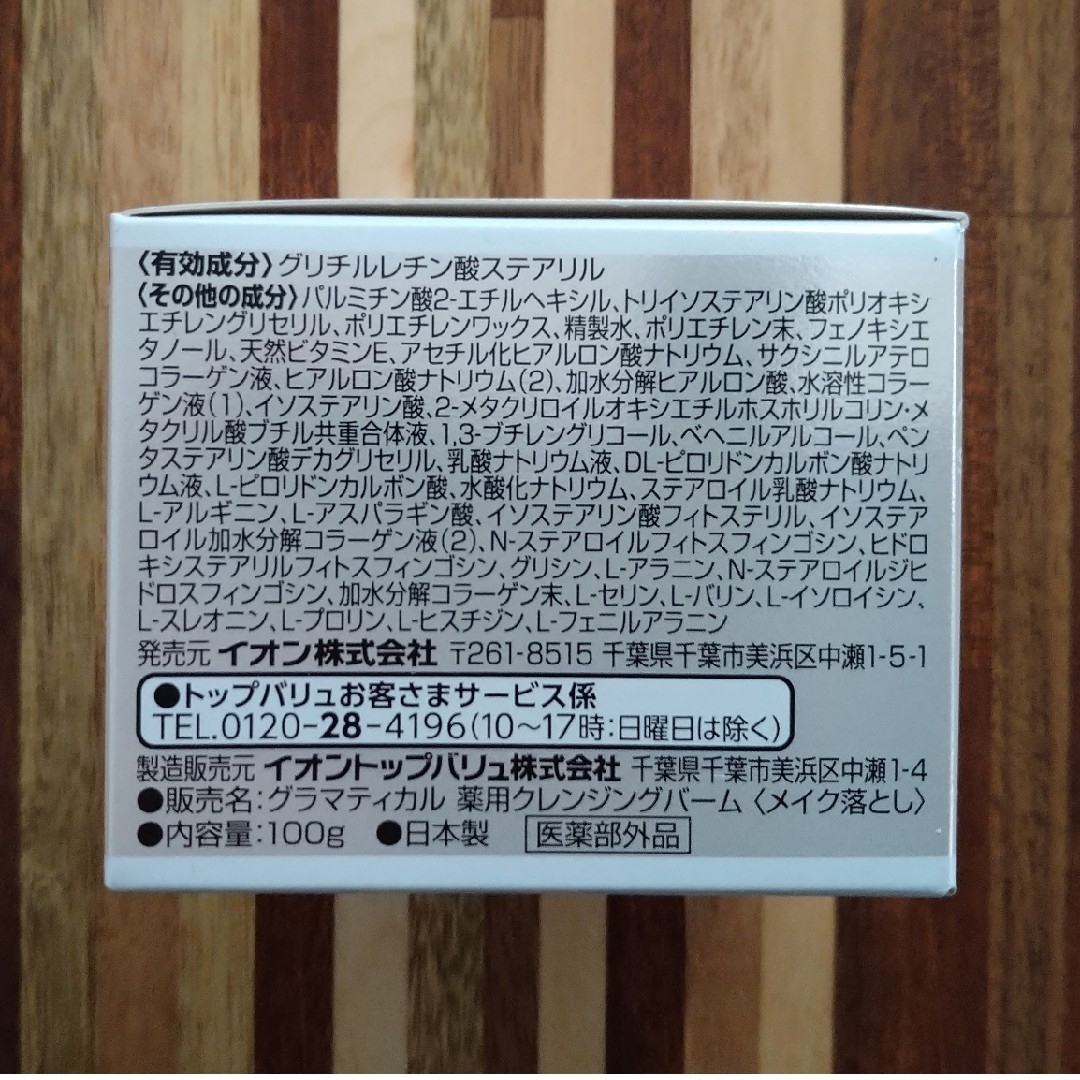 〈有効成分〉グリチルレチン酸ステアリル
〈その他の成分〉パルミチン酸2-エチルヘキシル、トリイソステアリン酸ポリオキシ
エチレングリセリル、ポリエチレンワックス、精製水、ポリエチレン末、フェノキシエ
タノール、天然ビタミンE、アセチル化ヒアルロン酸ナトリウム、サクシニルアテロ
コラーゲン液、ヒアルロン酸ナトリウム(2)、加水分解ヒアルロン酸、水溶性コラー
ゲン液(1)、イソステアリン酸、2-メタクリロイルオキシエチルホスホリルコリン・メ
タクリル酸ブチル共重合体液、1,3-ブチレングリコール、ベヘニルアルコール、ペン
タステアリン酸デカグリセリル、乳酸ナトリウム液、DL-ピロリドンカルボン酸ナトリ
ウム液、L-ピロリドンカルボン酸、水酸化ナトリウム、ステアロイル乳酸ナトリウム、
L-アルギニン、L-アスパラギン酸、イソステアリン酸フィトステリル、イソステア
ロイル加水分解コラーゲン液(2)、N-ステアロイルフィトスフィンゴシン、ヒドロ
キシステアリルフィトスフィンゴシン、グリシン、L-アラニン、N-ステアロイルジヒ
ドロスフィンゴシン、加水分解コラーゲン末、L-セリン、L-バリン、L-イソロイシン、
L-スレオニン、L-プロリン、L-ヒスチジン、L-フェニルアラニン
発売元 イオン株式会社 〒261-8515 千葉県千葉市美浜区中瀬1-5-1
●トップバリュお客さまサービス係
TEL.0120-28-4196(10〜17時:日曜日は除く)
製造販売元 イオントップバリュ株式会社 千葉県千葉市美浜区中瀬1-4
●販売名:グラマティカル 薬用クレンジングバーム〈メイク落とし〉
●内容量:100g ●日本製 医薬部外品